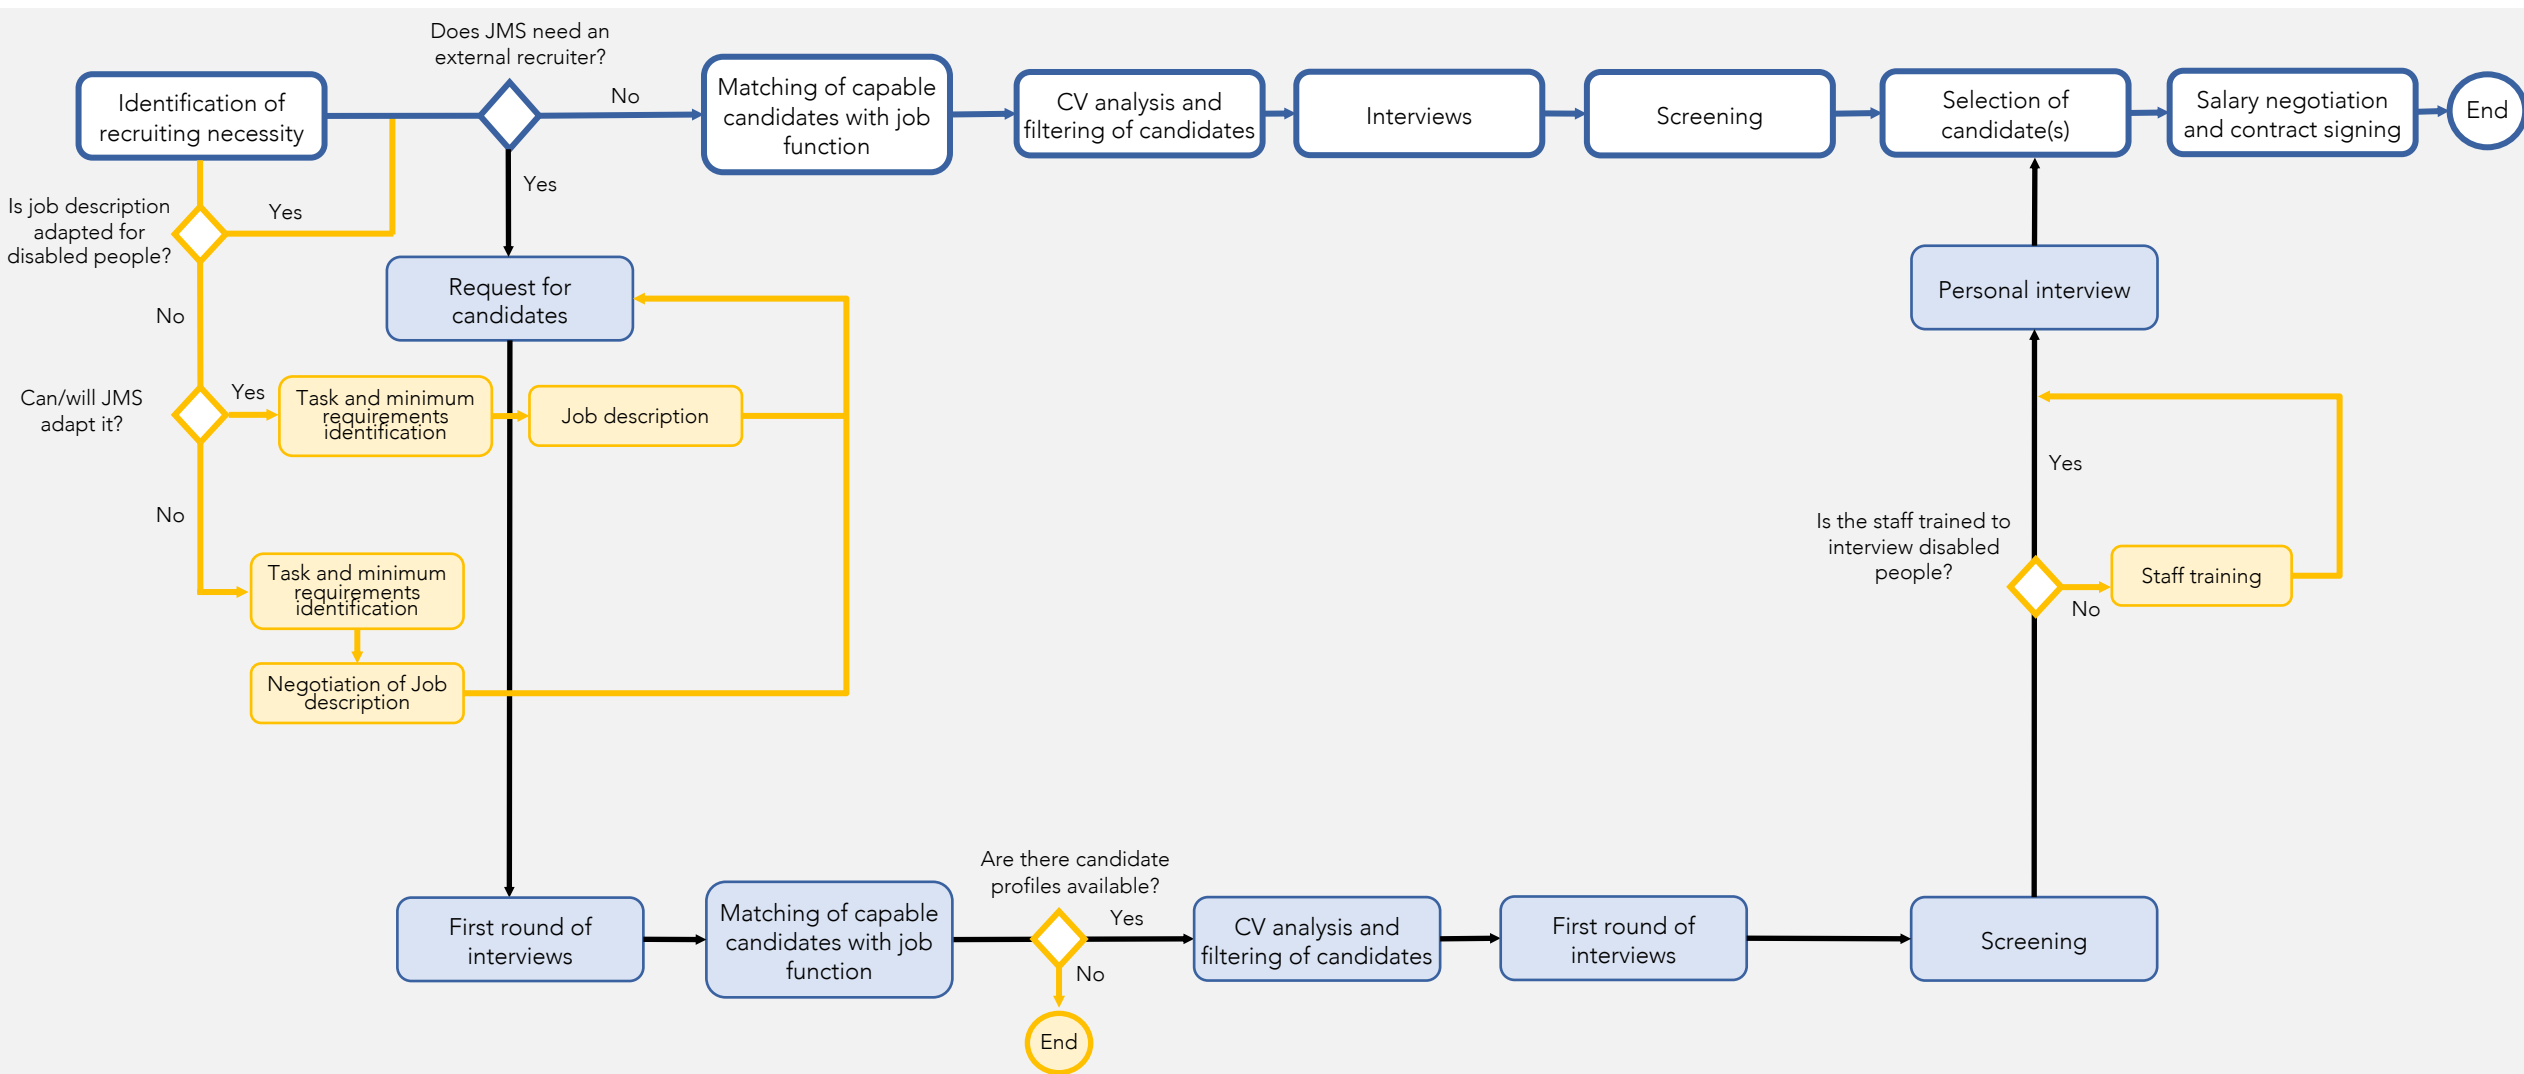 Does JMS need an
external recruiter?
Identification of
recruiting necessity
No
Matching of capable
candidates with job
function
CV analysis and
filtering of candidates
Interviews
Screening
Selection of
candidate(s)
Salary negotiation
and contract signing
End
Yes
Is job description
adapted for
disabled people?
Yes
No
Request for
candidates
Personal interview
Can/will JMS
adapt it?
Yes
Task and minimum
requirements
identification
Job description
No
Task and minimum
requirements
identification
Negotiation of Job
description
Yes
Is the staff trained to
interview disabled
people?
Staff training
No
First round of
interviews
Matching of capable
candidates with job
function
Are there candidate
profiles available?
Yes
No
End
CV analysis and
filtering of candidates
First round of
interviews
Screening